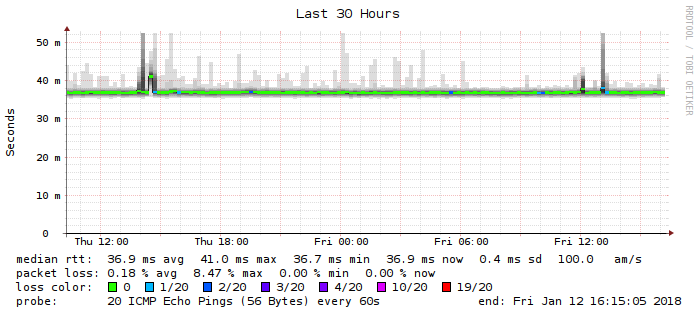 Last 30 Hours
RRDTOOL / TOBI OETIKER
Seconds
50 m
40 m
30 m
20 m
10 m
0
Thu 12:00 Thu 18:00 Fri 00:00 Fri 06:00 Fri 12:00
median rtt: 36.9 ms avg 41.0 ms max 36.7 ms min 36.9 ms now 0.4 ms sd 100.0 am/s
packet loss: 0.18 % avg 8.47 % max 0.00 % min 0.00 % now
loss color: 0 1/20 2/20 3/20 4/20 10/20 19/20
probe: 20 ICMP Echo Pings (56 Bytes) every 60s end: Fri Jan 12 16:15:05 2018